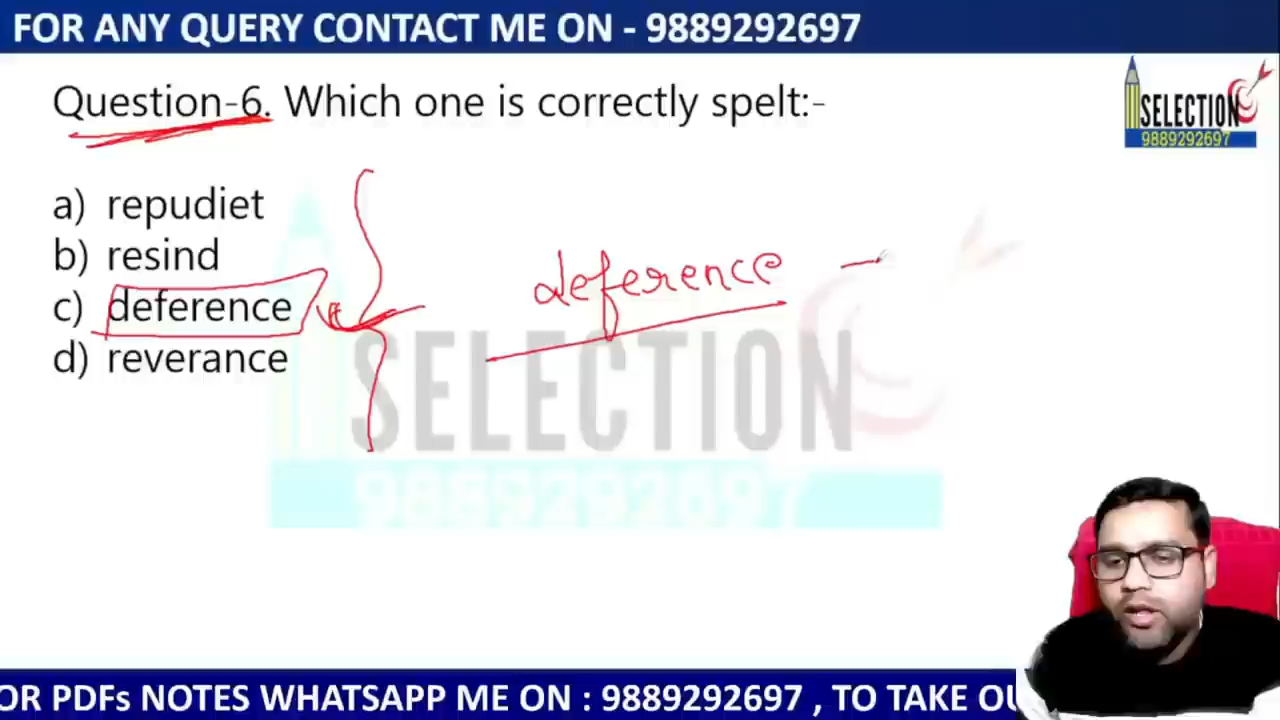 FOR ANY QUERY CONTACT ME ON - 9889292697
SELECTION
9889292697
Question-6. Which one is correctly spelt:-
a) repudiet
b) resind
c) deference
d) reverance
deference
SELECTION
9889292697
OR PDFs NOTES WHATSAPP ME ON : 9889292697 , TO TAKE OU